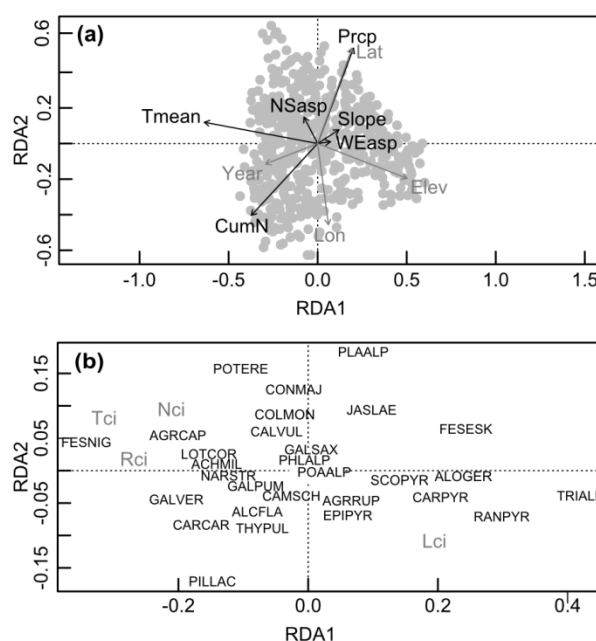 (a)
0.6
0.2
-0.2
-0.6
RDA2
Prcp
Lat
NSasp
Tmean
Slope
WEasp
Year
Elev
CumN
Lon
-1.0 -0.5 0.0 0.5 1.0 1.5
RDA1
(b)
0.15
0.05
-0.05
-0.15
RDA2
PLAALP
POTERE
CONMAJ
Nci
Tci
COLMON JASLAE
FESESK
CALVUL
AGRCAP
FESNIG
GALSAX
LOTCOR
Rci
PHLALP
ACHMIL
POAALP
NARSTR
ALOGER
SCOPYR
GALPUM
CAMSCH
TRIALP
CARPYR
GALVER
AGRRUP
ALCFLA
EPIPYR
RANPYR
CARCAR
THYPUL
Lci
PILLAC
-0.2 0.0 0.2 0.4
RDA1